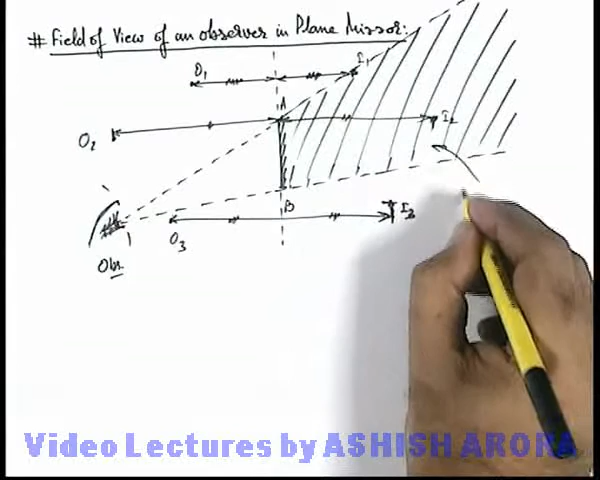 # Field of View of an observer in Plane Mirror:
O1
I1
A
O2
I2
B
O3
I3
Obs.
Video Lectures by ASHISH ARORA